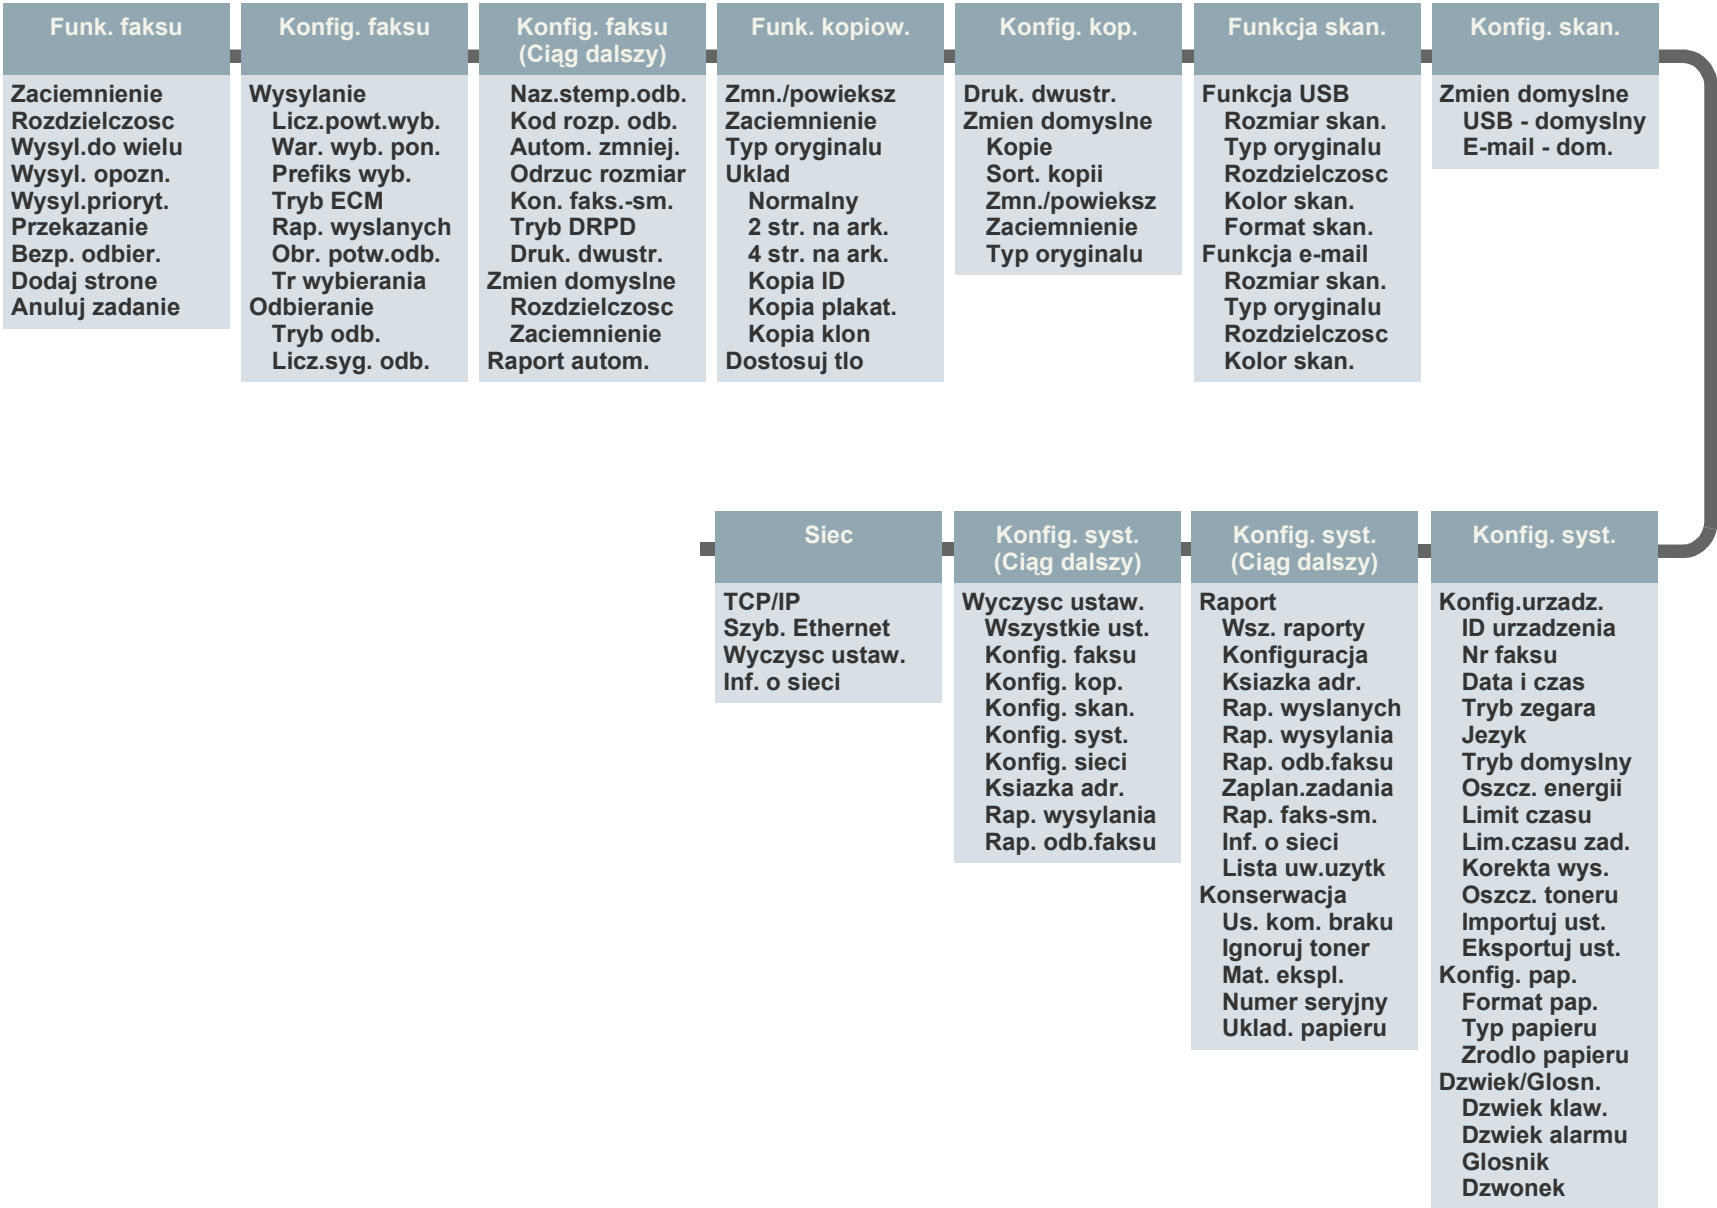 Funk. faksu
Zaciemnienie
Rozdzielczosc
Wysyl.do wielu
Wysyl. opozn.
Wysyl.prioryt.
Przekazanie
Bezp. odbier.
Dodaj strone
Anuluj zadanie
Konfig. faksu
Wysylanie
Licz.powt.wyb.
War. wyb. pon.
Prefiks wyb.
Tryb ECM
Rap. wyslanych
Obr. potw.odb.
Tr wybierania
Odbieranie
Tryb odb.
Licz.syg. odb.
Konfig. faksu
(Ciąg dalszy)
Naz.stemp.odb.
Kod rozp. odb.
Autom. zmniej.
Odrzuc rozmiar
Kon. faks.-sm.
Tryb DRPD
Druk. dwustr.
Zmien domyslne
Rozdzielczosc
Zaciemnienie
Raport autom.
Funk. kopiow.
Zmn./powieksz
Zaciemnienie
Typ oryginalu
Uklad
Normalny
2 str. na ark.
4 str. na ark.
Kopia ID
Kopia plakat.
Kopia klon
Dostosuj tlo
Konfig. kop.
Druk. dwustr.
Zmien domyslne
Kopie
Sort. kopii
Zmn./powieksz
Zaciemnienie
Typ oryginalu
Funkcja skan.
Funkcja USB
Rozmiar skan.
Typ oryginalu
Rozdzielczosc
Kolor skan.
Format skan.
Funkcja e-mail
Rozmiar skan.
Typ oryginalu
Rozdzielczosc
Kolor skan.
Konfig. skan.
Zmien domyslne
USB - domyslny
E-mail - dom.
Siec
TCP/IP
Szyb. Ethernet
Wyczysc ustaw.
Inf. o sieci
Konfig. syst.
(Ciąg dalszy)
Wyczysc ustaw.
Wszystkie ust.
Konfig. faksu
Konfig. kop.
Konfig. skan.
Konfig. syst.
Konfig. sieci
Ksiazka adr.
Rap. wysylania
Rap. odb.faksu
Konfig. syst.
(Ciąg dalszy)
Raport
Wsz. raporty
Konfiguracja
Ksiazka adr.
Rap. wyslanych
Rap. wysylania
Rap. odb.faksu
Zaplan.zadania
Rap. faks-sm.
Inf. o sieci
Lista uw.uzytk
Konserwacja
Us. kom. braku
Ignoruj toner
Mat. ekspl.
Numer seryjny
Uklad. papieru
Konfig. syst.
Konfig.urzadz.
ID urzadzenia
Nr faksu
Data i czas
Tryb zegara
Jezyk
Tryb domyslny
Oszcz. energii
Limit czasu
Lim.czasu zad.
Korekta wys.
Oszcz. toneru
Importuj ust.
Eksportuj ust.
Konfig. pap.
Format pap.
Typ papieru
Zrodlo papieru
Dzwiek/Glosn.
Dzwiek klaw.
Dzwiek alarmu
Glosnik
Dzwonek